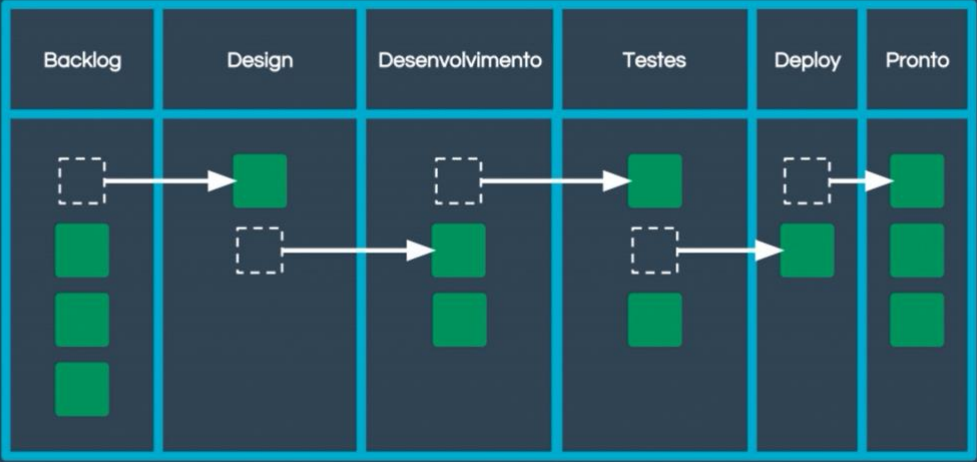 Backlog
Design
Desenvolvimento
Testes
Deploy
Pronto